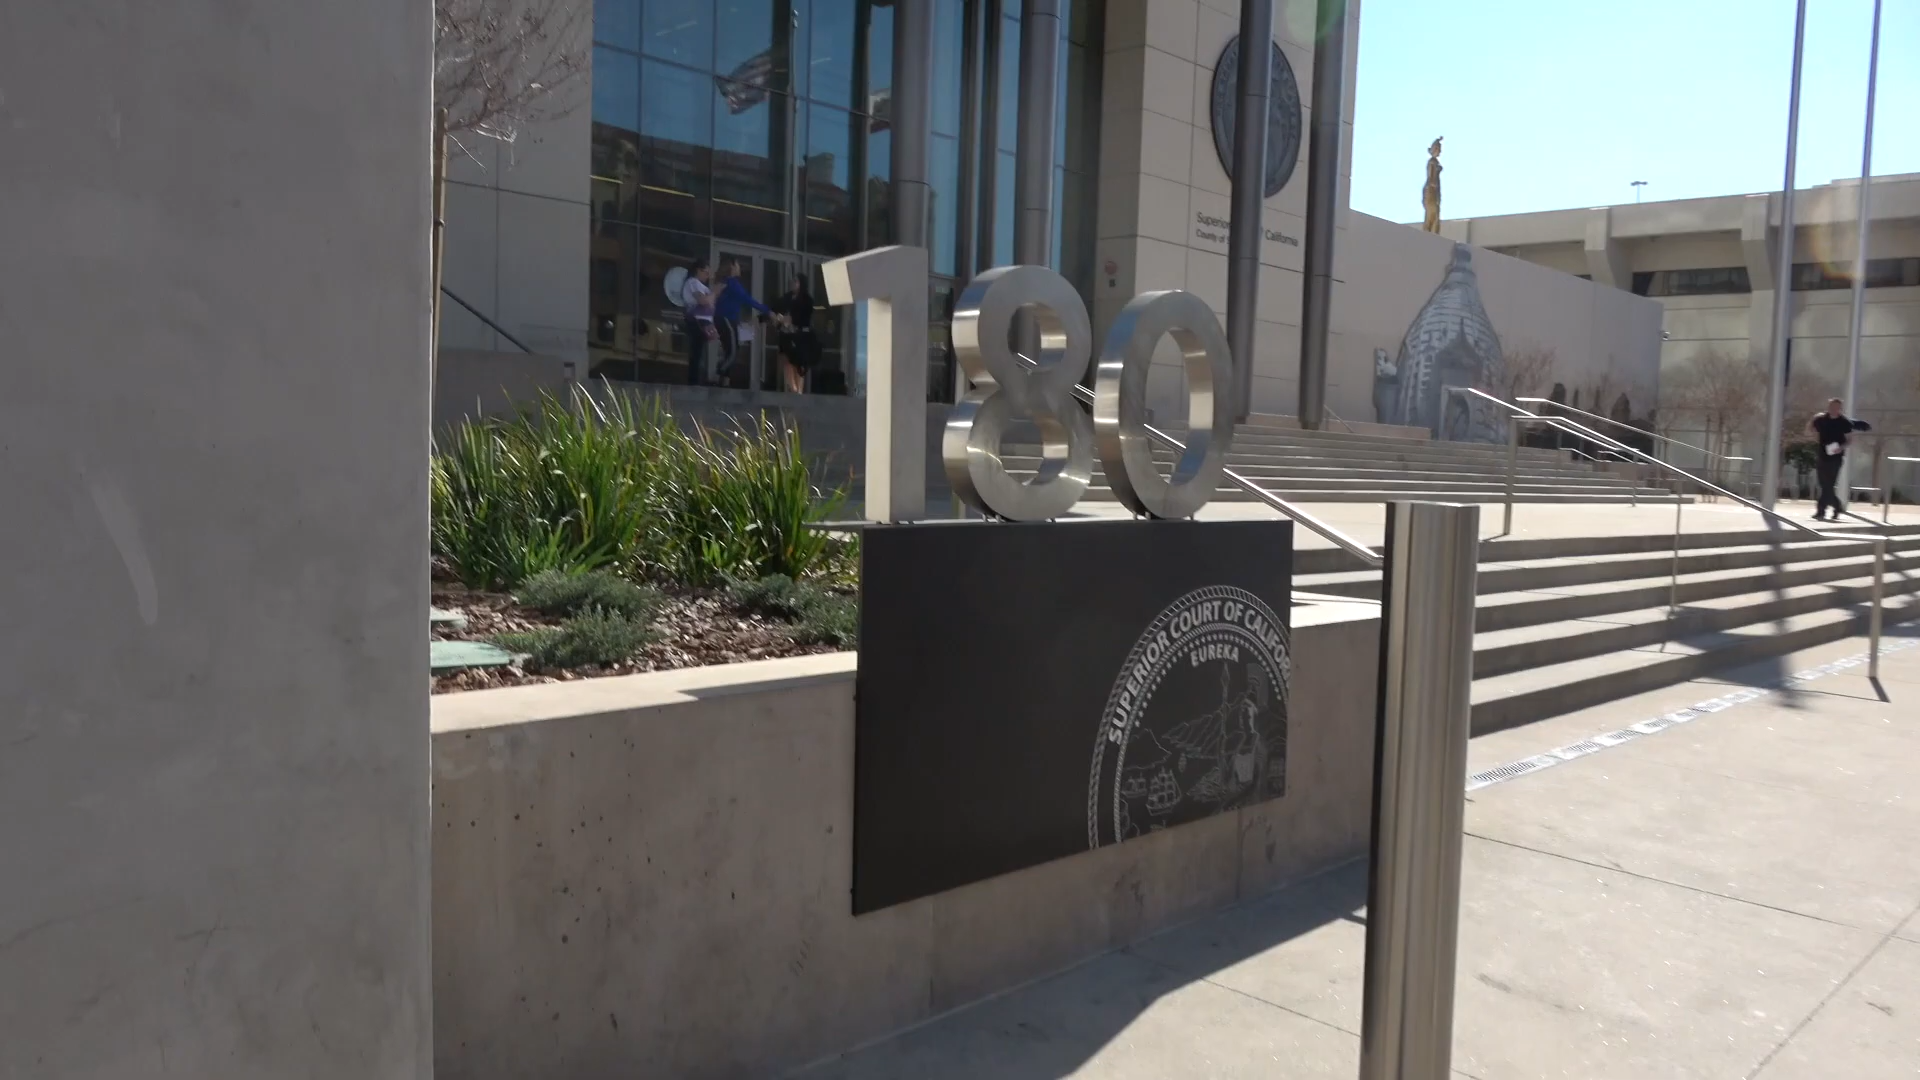 Superior California
County of
180
SUPERIOR COURT OF CALIFOR
EUREKA